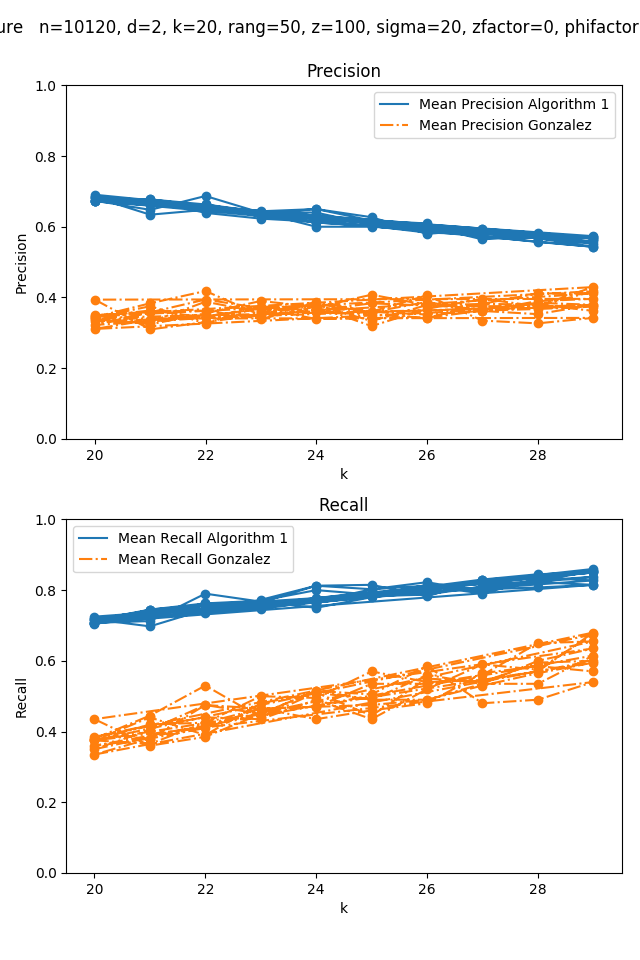 n=10120, d=2, k=20, rang=50, z=100, sigma=20, zfactor=0, phifactor
Precision
1.0
Mean Precision Algorithm 1
Mean Precision Gonzalez
0.8
0.6
Precision
0.4
0.2
0.0
20 22 24 26 28
k
Recall
1.0
Mean Recall Algorithm 1
Mean Recall Gonzalez
0.8
0.6
Recall
0.4
0.2
0.0
20 22 24 26 28
k